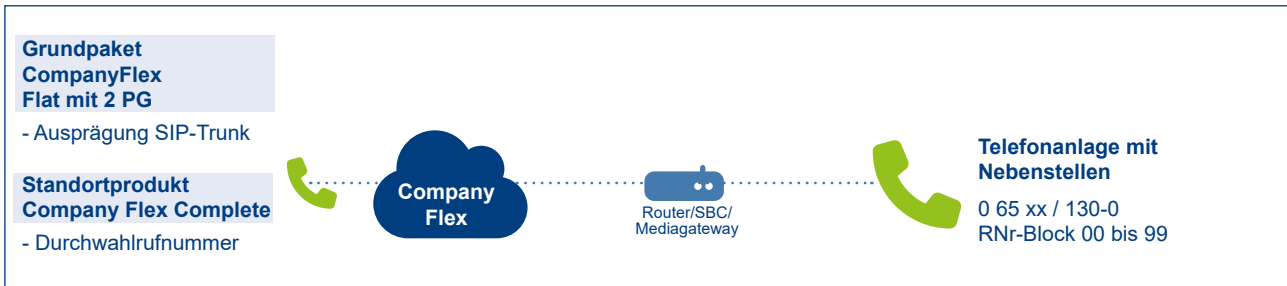 Grundpaket
CompanyFlex
Flat mit 2 PG
- Ausprägung SIP-Trunk
Standortprodukt
Company Flex Complete
- Durchwahlrufnummer
Company
Flex
Router/SBC/
Mediagateway
Telefonanlage mit
Nebenstellen
0 65 xx / 130-0
RNr-Block 00 bis 99